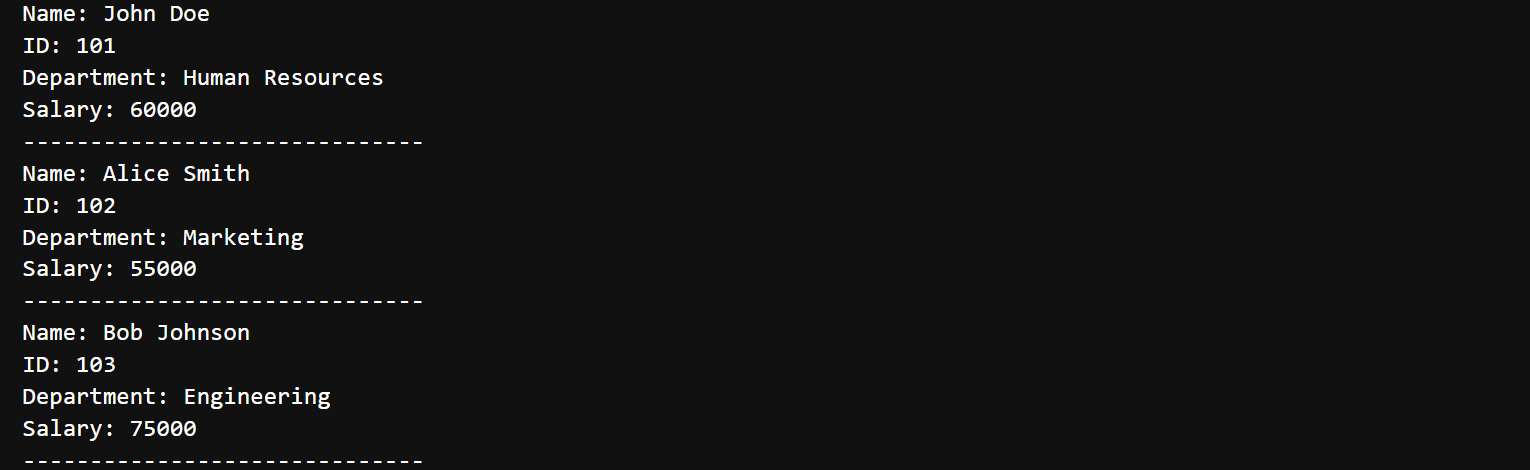 Name: John Doe
ID: 101
Department: Human Resources
Salary: 60000
------------------------------
Name: Alice Smith
ID: 102
Department: Marketing
Salary: 55000
------------------------------
Name: Bob Johnson
ID: 103
Department: Engineering
Salary: 75000
------------------------------